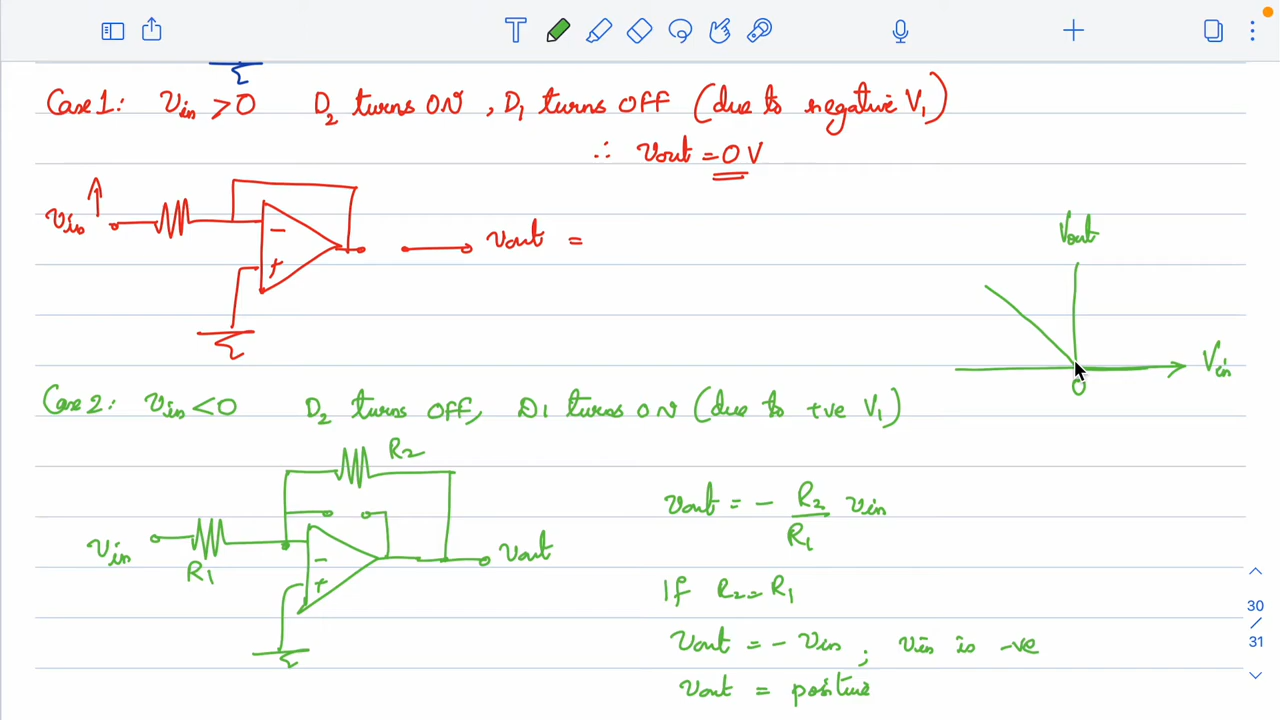 Case 1: Vin > 0 D2 turns ON, D1 turns OFF (due to negative V1)
∴ Vout = 0 V
Vin
-
+
Vout =
Vout
Vin
0
Case 2: Vin < 0 D2 turns OFF, D1 turns ON (due to +ve V1)
R2
Vin
R1
-
+
Vout
Vout = - R2/R1 Vin
If R2 = R1
Vout = - Vin ; Vin is -ve
Vout = positive
T
30
/
31